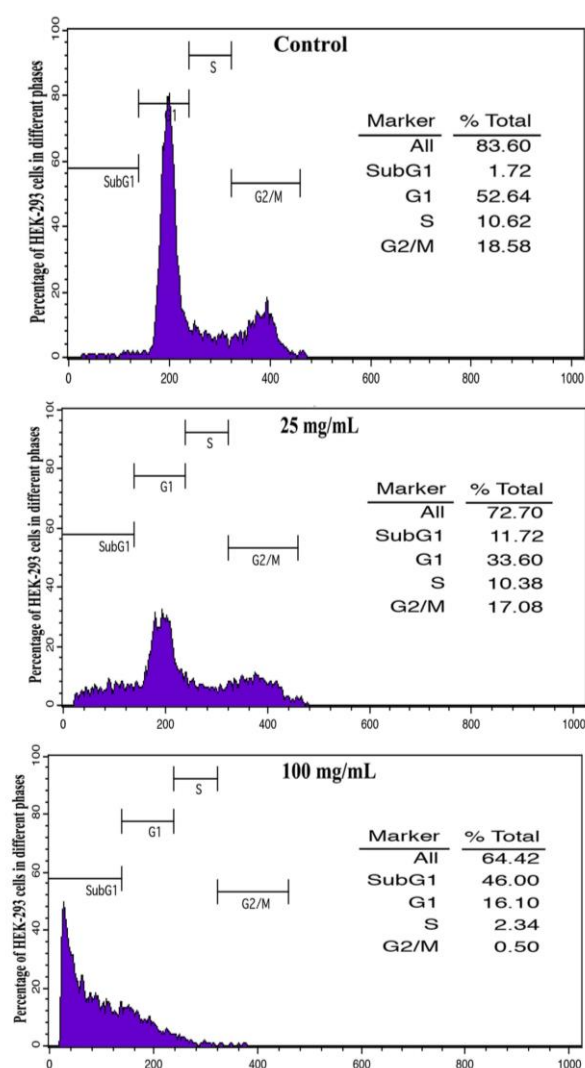 Control
Percentage of HEK-293 cells in different phases
100
80
60
40
20
0
S
1
SubG1
G2/M
Marker % Total
All 83.60
SubG1 1.72
G1 52.64
S 10.62
G2/M 18.58
0 200 400 600 800 1000
25 mg/mL
Percentage of HEK-293 cells in different phases
80
60
40
20
0
S
G1
SubG1
G2/M
Marker % Total
All 72.70
SubG1 11.72
G1 33.60
S 10.38
G2/M 17.08
0 200 400 600 800 1000
100 mg/mL
Percentage of HEK-293 cells in different phases
100
80
60
40
20
0
S
G1
SubG1
G2/M
Marker % Total
All 64.42
SubG1 46.00
G1 16.10
S 2.34
G2/M 0.50
0 200 400 600 800 1000